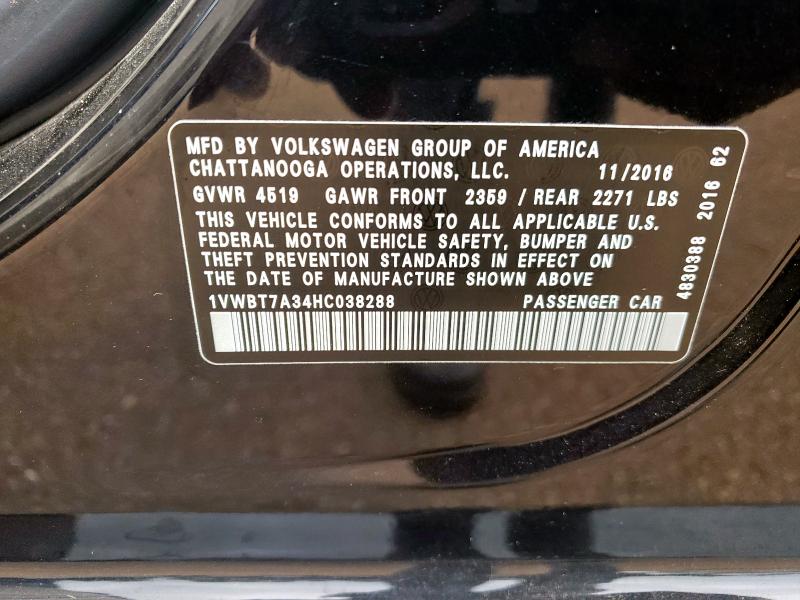 MFD BY VOLKSWAGEN GROUP OF AMERICA
CHATTANOOGA OPERATIONS, LLC. 11/2016
GVWR 4519 GAWR FRONT 2359 / REAR 2271 LBS
THIS VEHICLE CONFORMS TO ALL APPLICABLE U.S.
FEDERAL MOTOR VEHICLE SAFETY, BUMPER AND
THEFT PREVENTION STANDARDS IN EFFECT ON
THE DATE OF MANUFACTURE SHOWN ABOVE
1VWBT7A34HC038288 PASSENGER CAR
4830388 2016 62